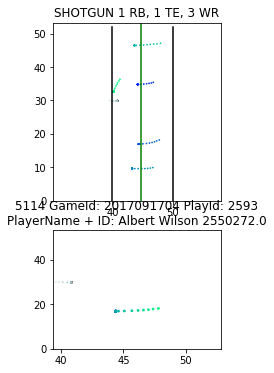 SHOTGUN 1 RB, 1 TE, 3 WR
50
40
30
20
10
0
40 50
5114 GameId: 2017091704 PlayId: 2593
PlayerName + ID: Albert Wilson 2550272.0
40
20
0
40 45 50